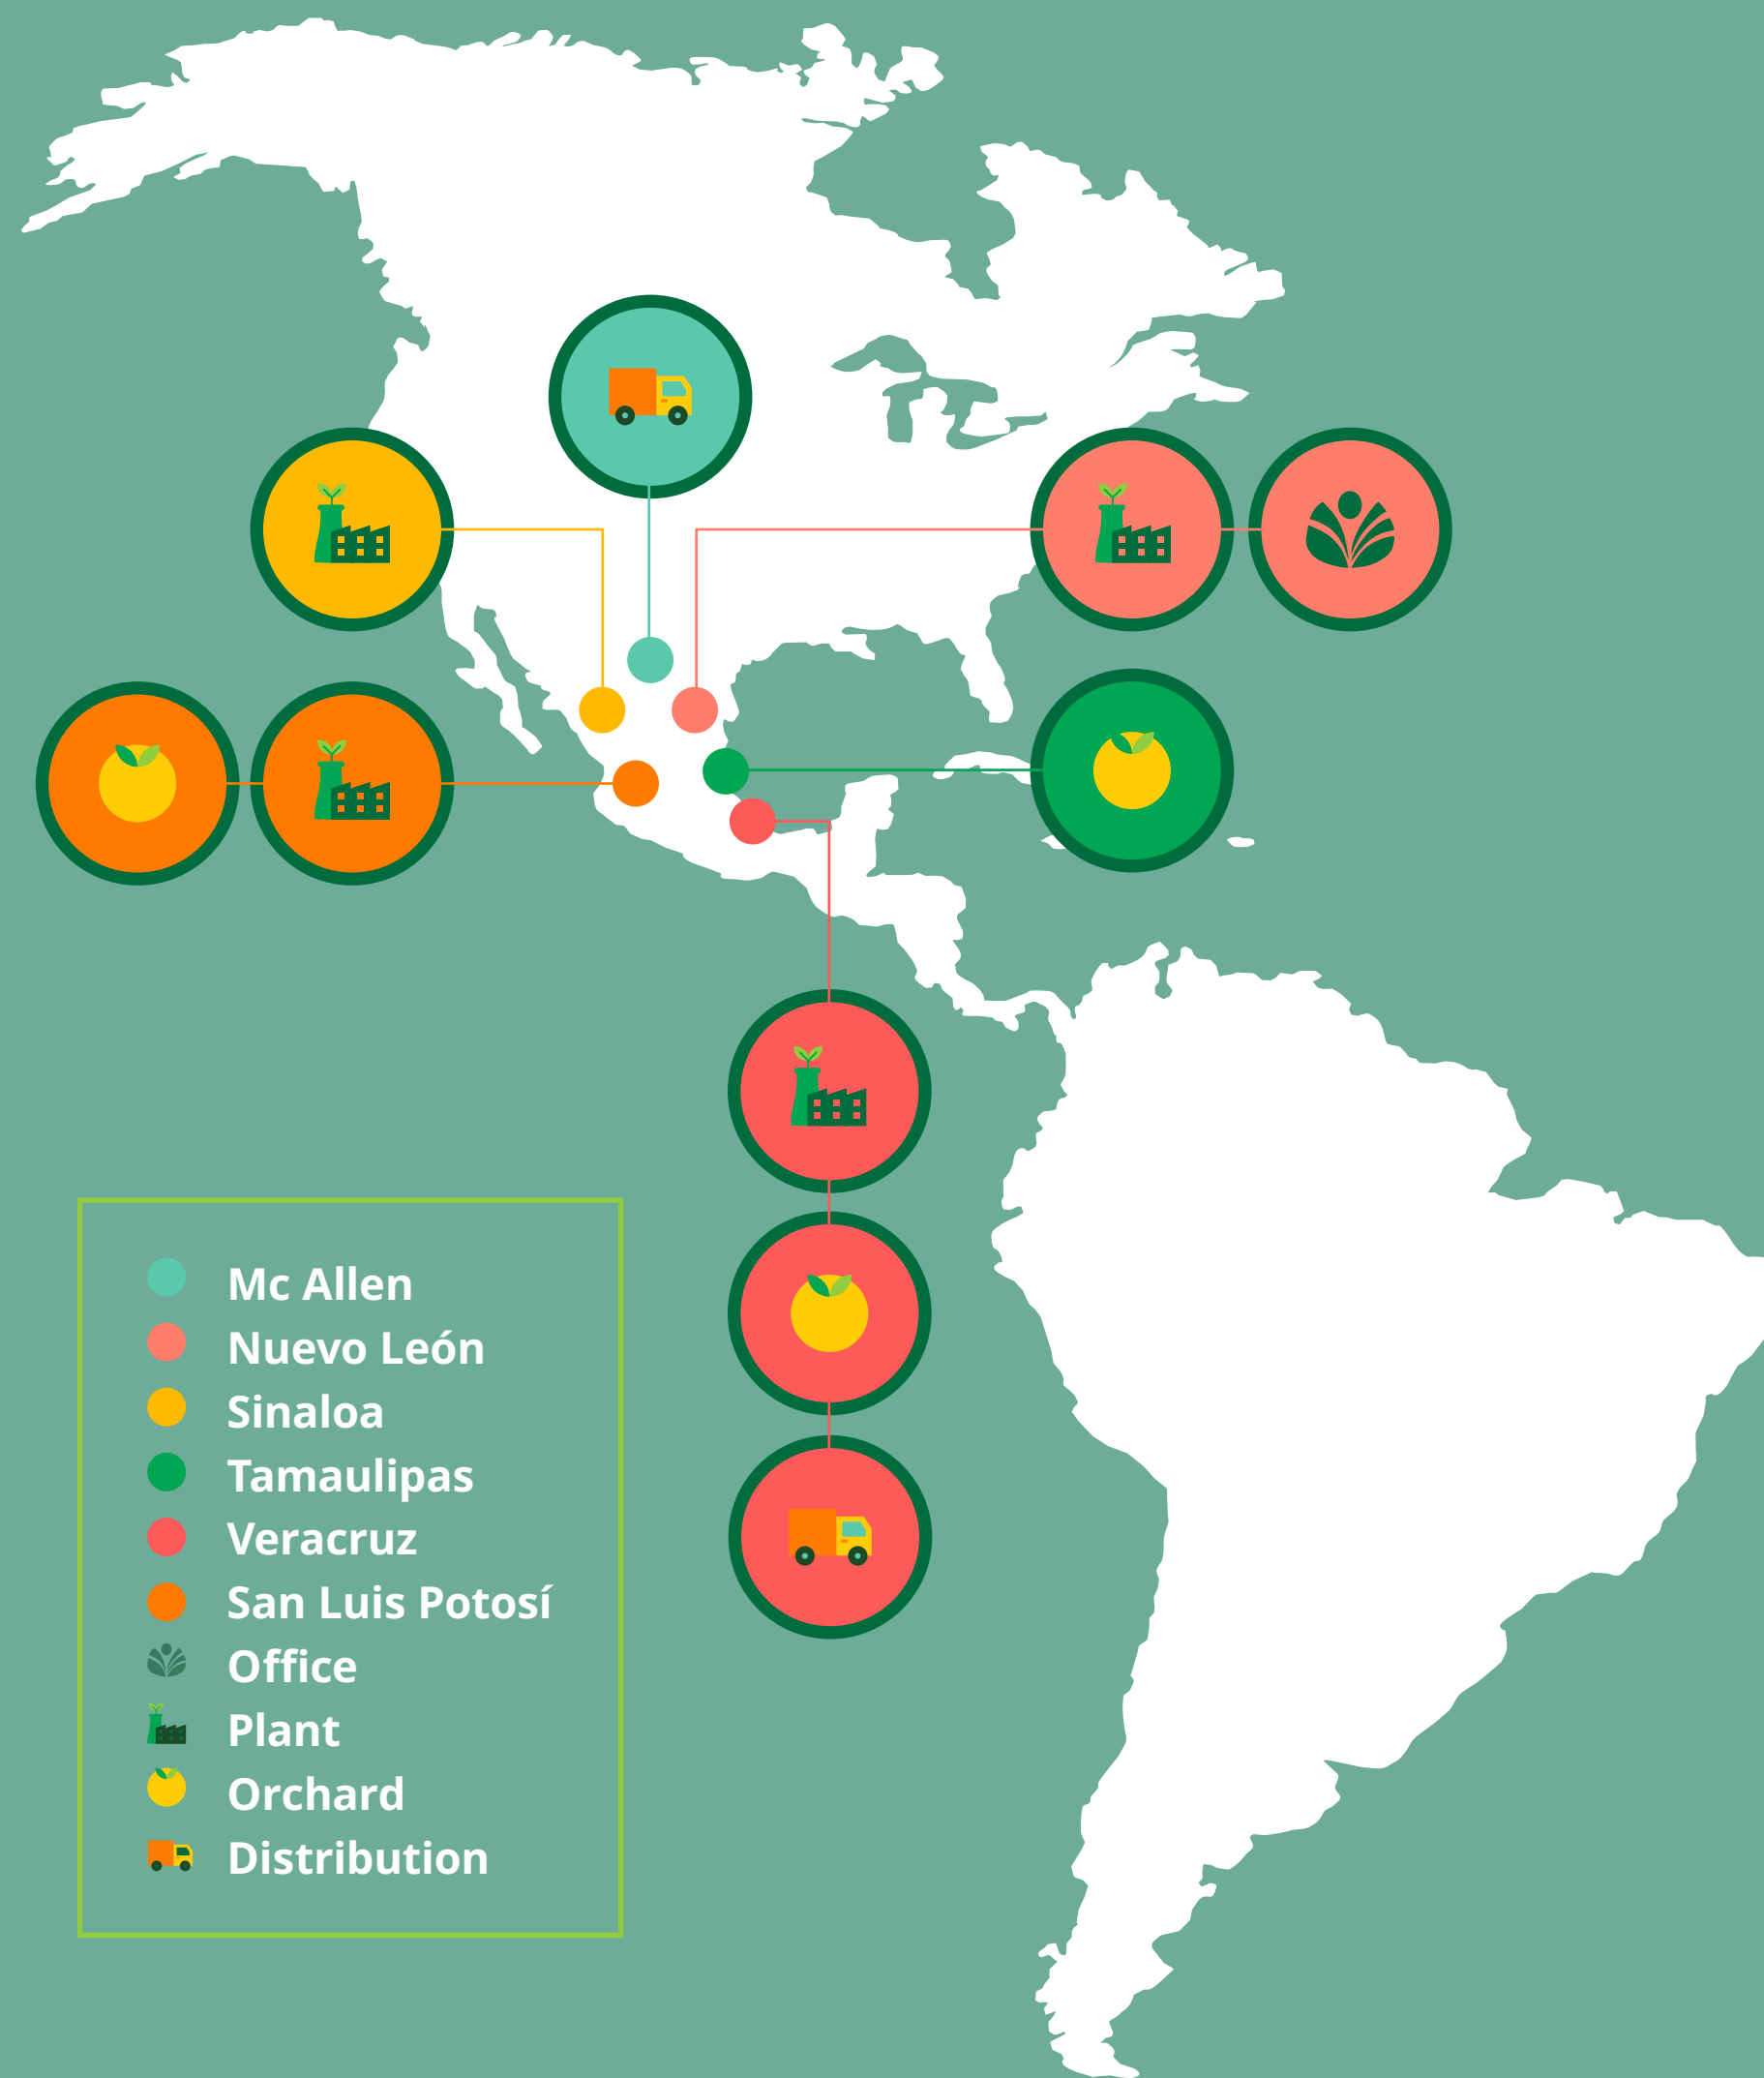 Mc Allen
Nuevo León
Sinaloa
Tamaulipas
Veracruz
San Luis Potosí
Office
Plant
Orchard
Distribution